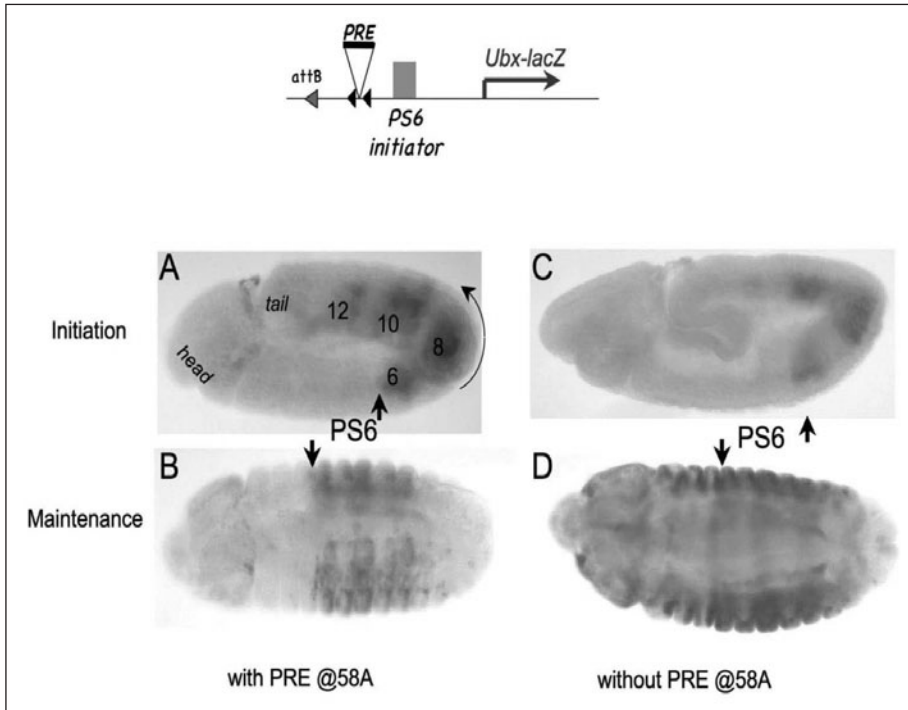 PRE
attB
Ubx-lacZ
PS6
initiator
A
C
Initiation
tail
12
10
8
6
head
PS6
PS6
B
D
Maintenance
with PRE @58A
without PRE @58A